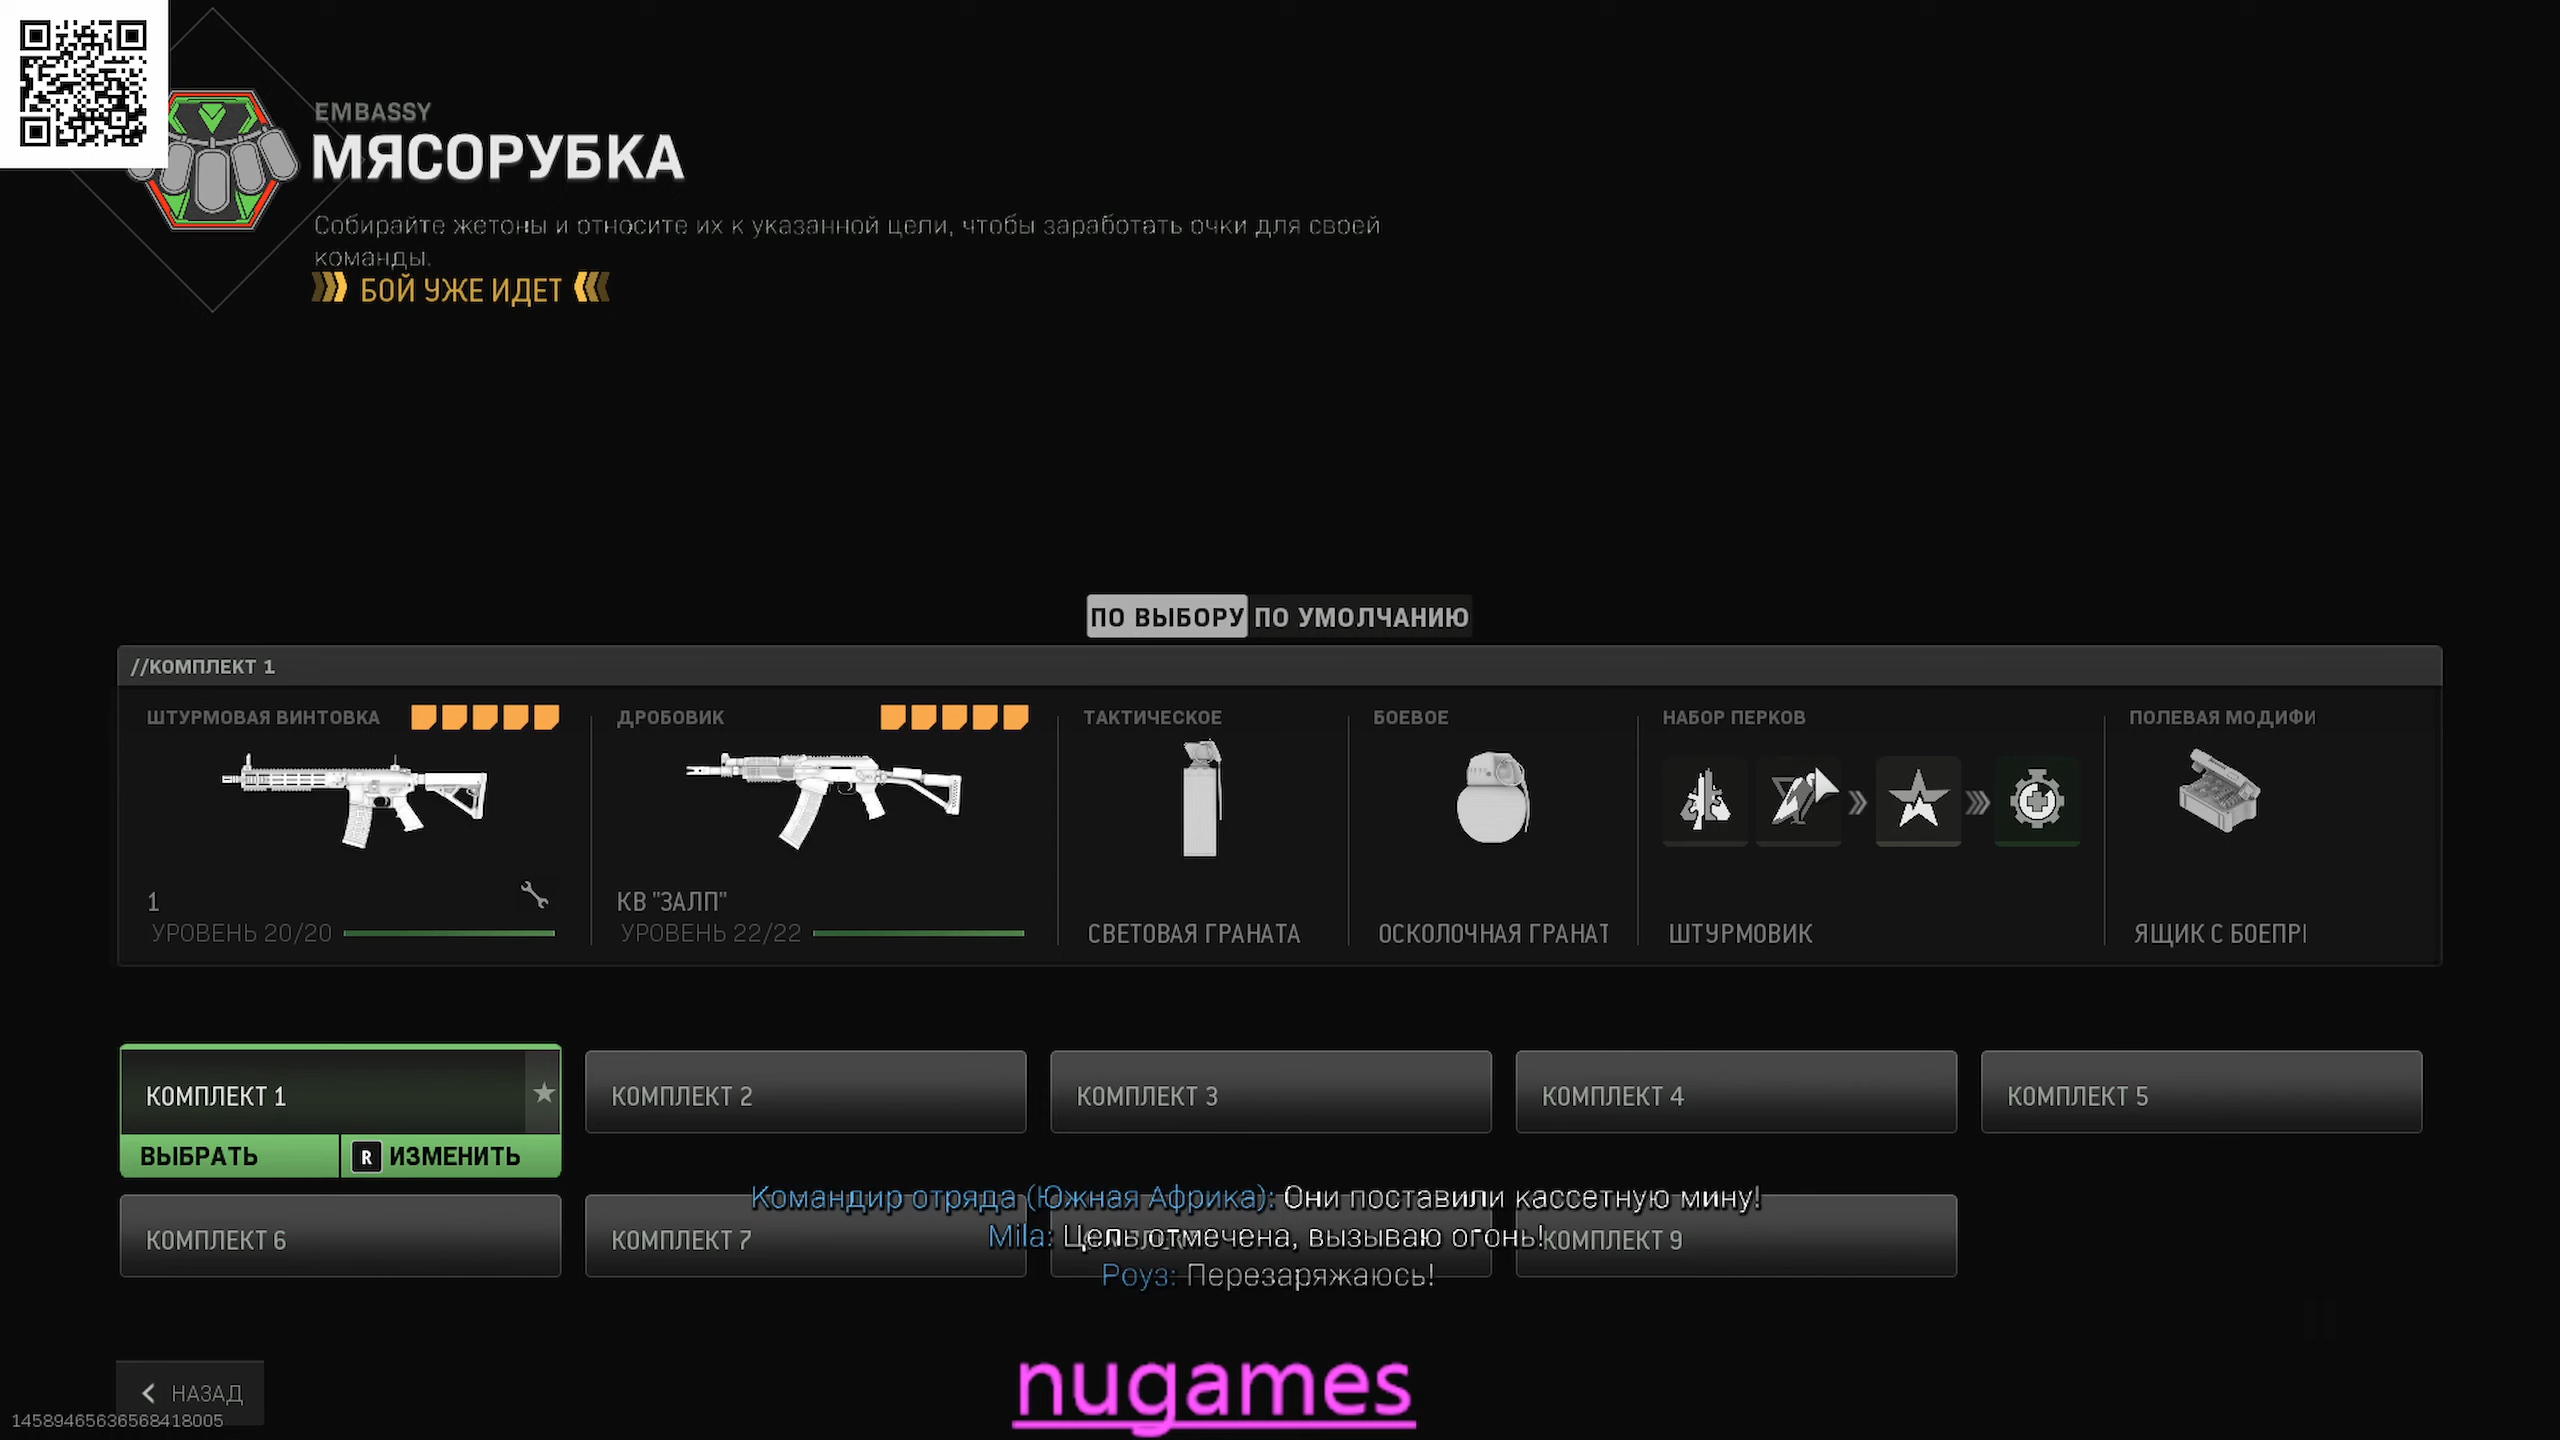 EMBASSY
МЯСОРУБКА
Собирайте жетоны и относите их к указанной цели, чтобы заработать очки для своей
команды.
БОЙ УЖЕ ИДЕТ
ПО ВЫБОРУ ПО УМОЛЧАНИЮ
//КОМПЛЕКТ 1
ШТУРМОВАЯ ВИНТОВКА
1
УРОВЕНЬ 20/20
ДРОБОВИК
КВ "ЗАЛП"
УРОВЕНЬ 22/22
ТАКТИЧЕСКОЕ
СВЕТОВАЯ ГРАНАТА
БОЕВОЕ
ОСКОЛОЧНАЯ ГРАНАТ
НАБОР ПЕРКОВ
ШТУРМОВИК
ПОЛЕВАЯ МОДИФИ
ЯЩИК С БОЕПР
КОМПЛЕКТ 1
ВЫБРАТЬ R ИЗМЕНИТЬ
КОМПЛЕКТ 2
КОМПЛЕКТ 3
КОМПЛЕКТ 4
КОМПЛЕКТ 5
КОМПЛЕКТ 6
КОМПЛЕКТ 7
КОМПЛЕКТ 9
Командир отряда (Южная Африка): Они поставили кассетную мину!
Mila: Цель отмечена, вызываю огонь!
Роуз: Перезаряжаюсь!
НАЗАД
14589465636568418005
nugames